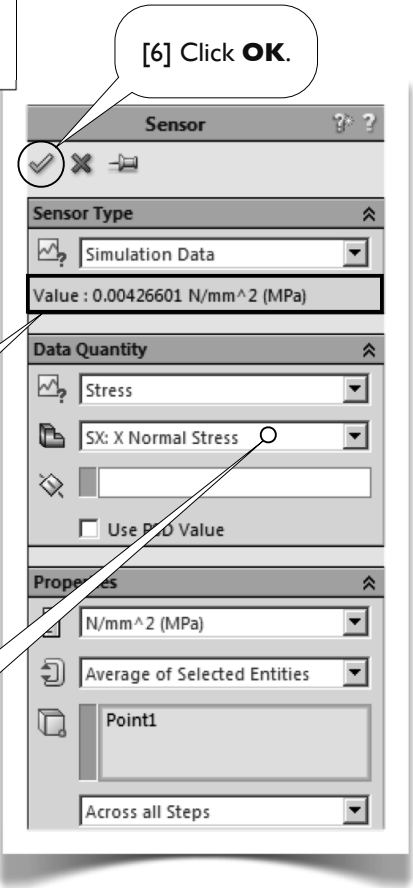 [6] Click OK.
Sensor
Sensor Type
Simulation Data
Value : 0.00426601 N/mm^2 (MPa)
Data Quantity
Stress
SX: X Normal Stress
Use PSD Value
Properties
N/mm^2 (MPa)
Average of Selected Entities
Point1
Across all Steps